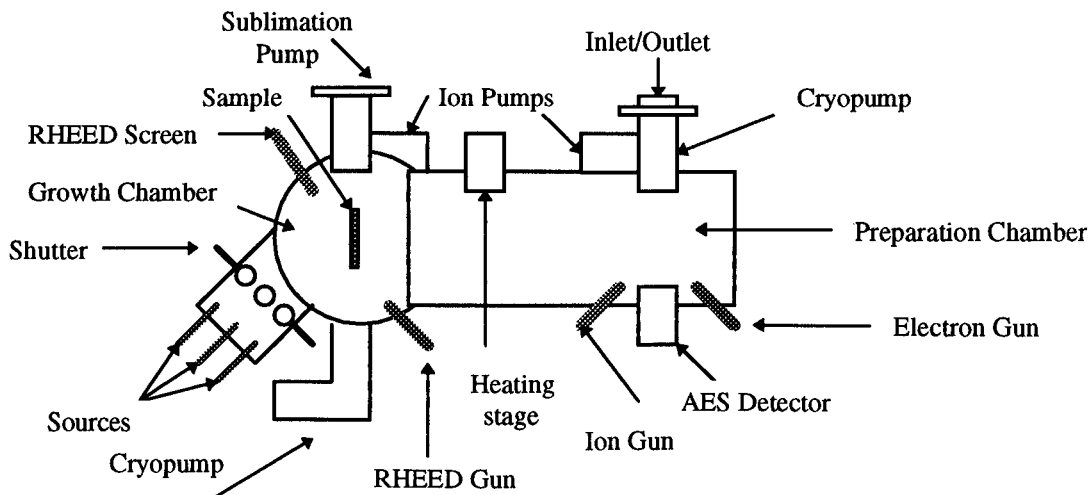 Sublimation
Pump
Inlet/Outlet
Sample
Ion Pumps
Cryopump
RHEED Screen
Growth Chamber
Shutter
Preparation Chamber
Electron Gun
Heating
stage
AES Detector
Sources
Ion Gun
Cryopump
RHEED Gun